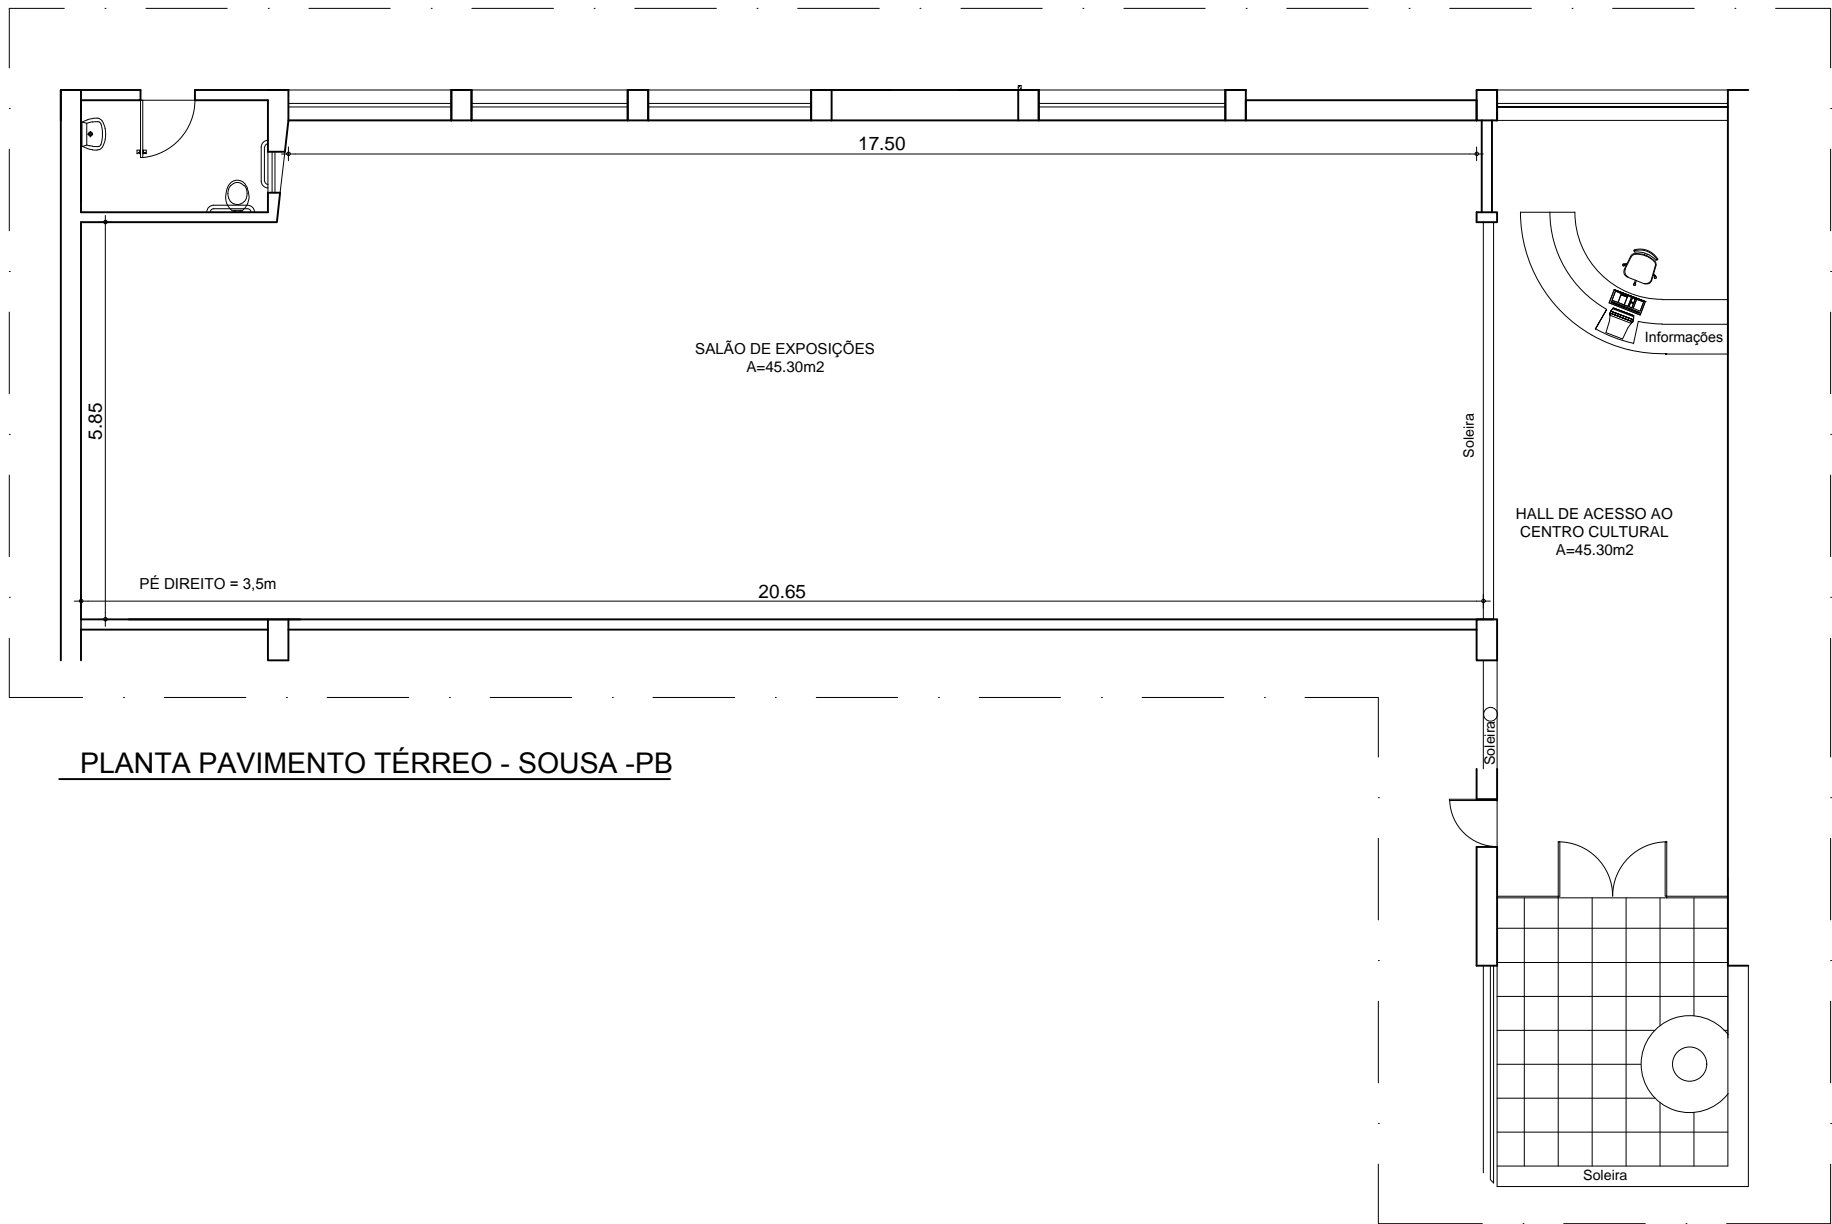 17.50
SALÃO DE EXPOSIÇÕES
A=45.30m2
5.85
Soleira
Informações
HALL DE ACESSO AO
CENTRO CULTURAL
A=45.30m2
PÉ DIREITO = 3,5m
20.65
Soleira
PLANTA PAVIMENTO TÉRREO - SOUSA -PB
Soleira